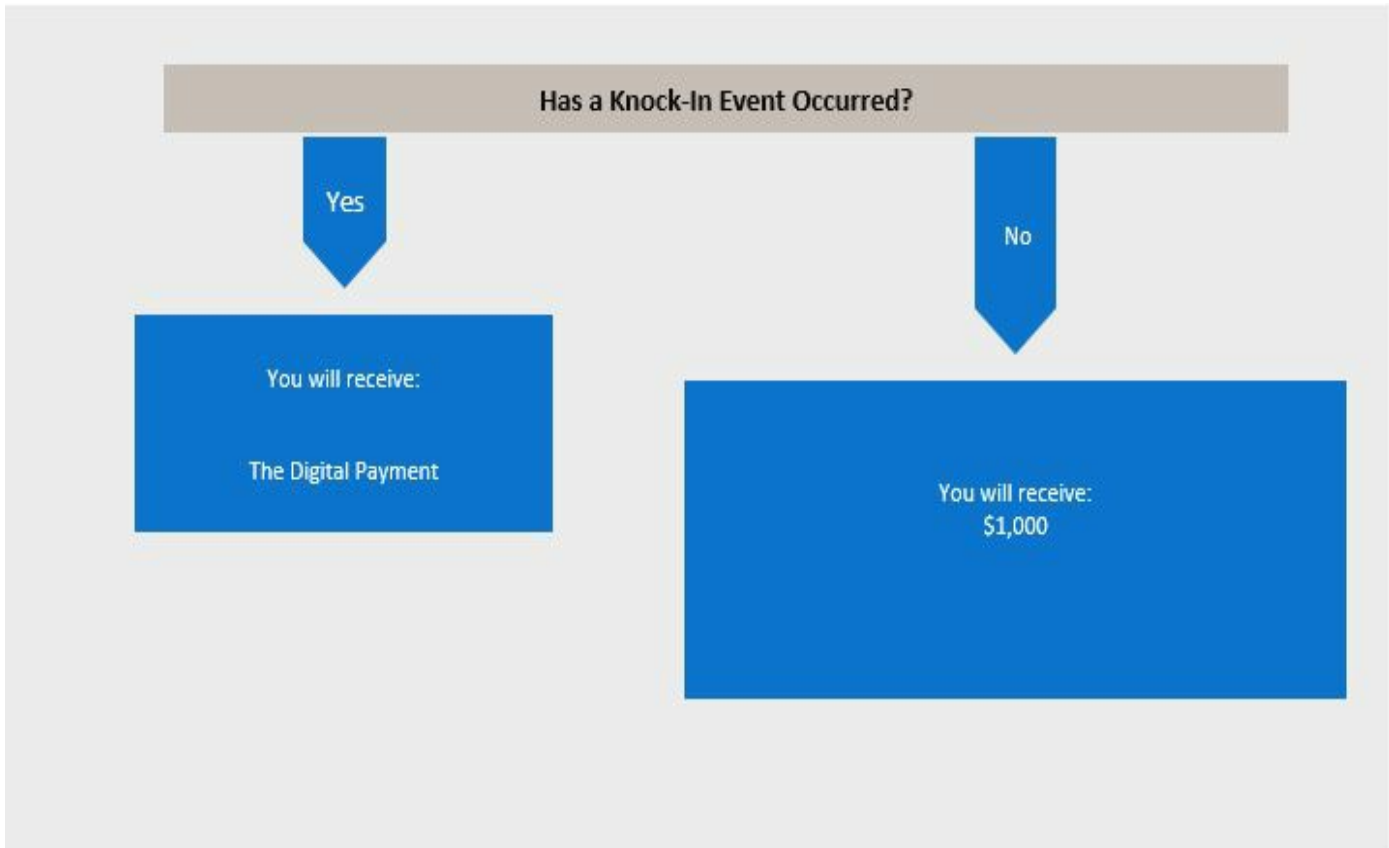 Has a Knock-In Event Occurred?
Yes
No
You will receive:
The Digital Payment
You will receive:
$1,000